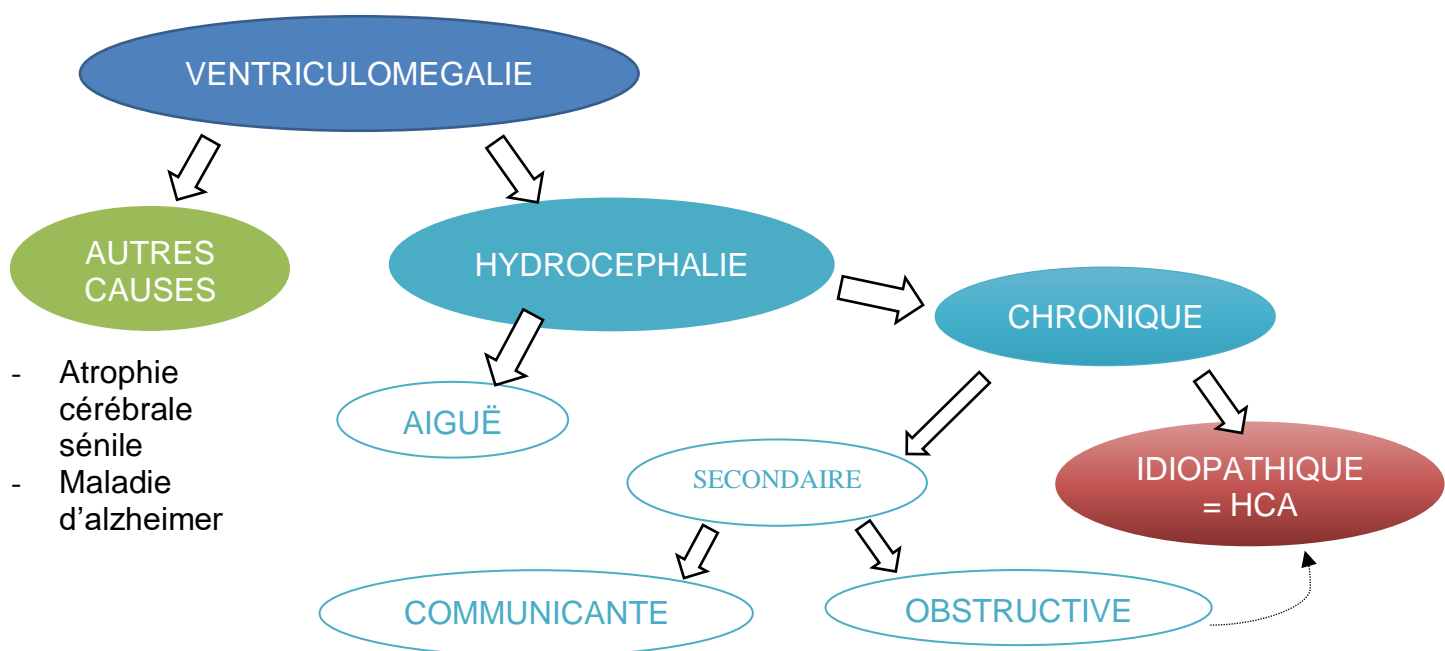 VENTRICULOMEGALIE
AUTRES
CAUSES
HYDROCEPHALIE
CHRONIQUE
- Atrophie
cérébrale
sénile
- Maladie
d'alzheimer
AIGUË
SECONDAIRE
IDIOPATHIQUE
= HCA
COMMUNICANTE
OBSTRUCTIVE